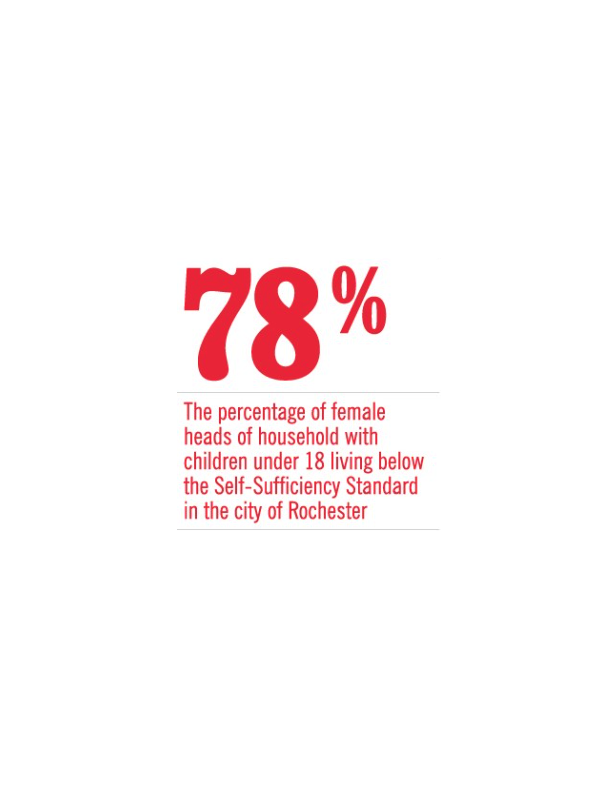 78%
The percentage of female
heads of household with
children under 18 living below
the Self-Sufficiency Standard
in the city of Rochester